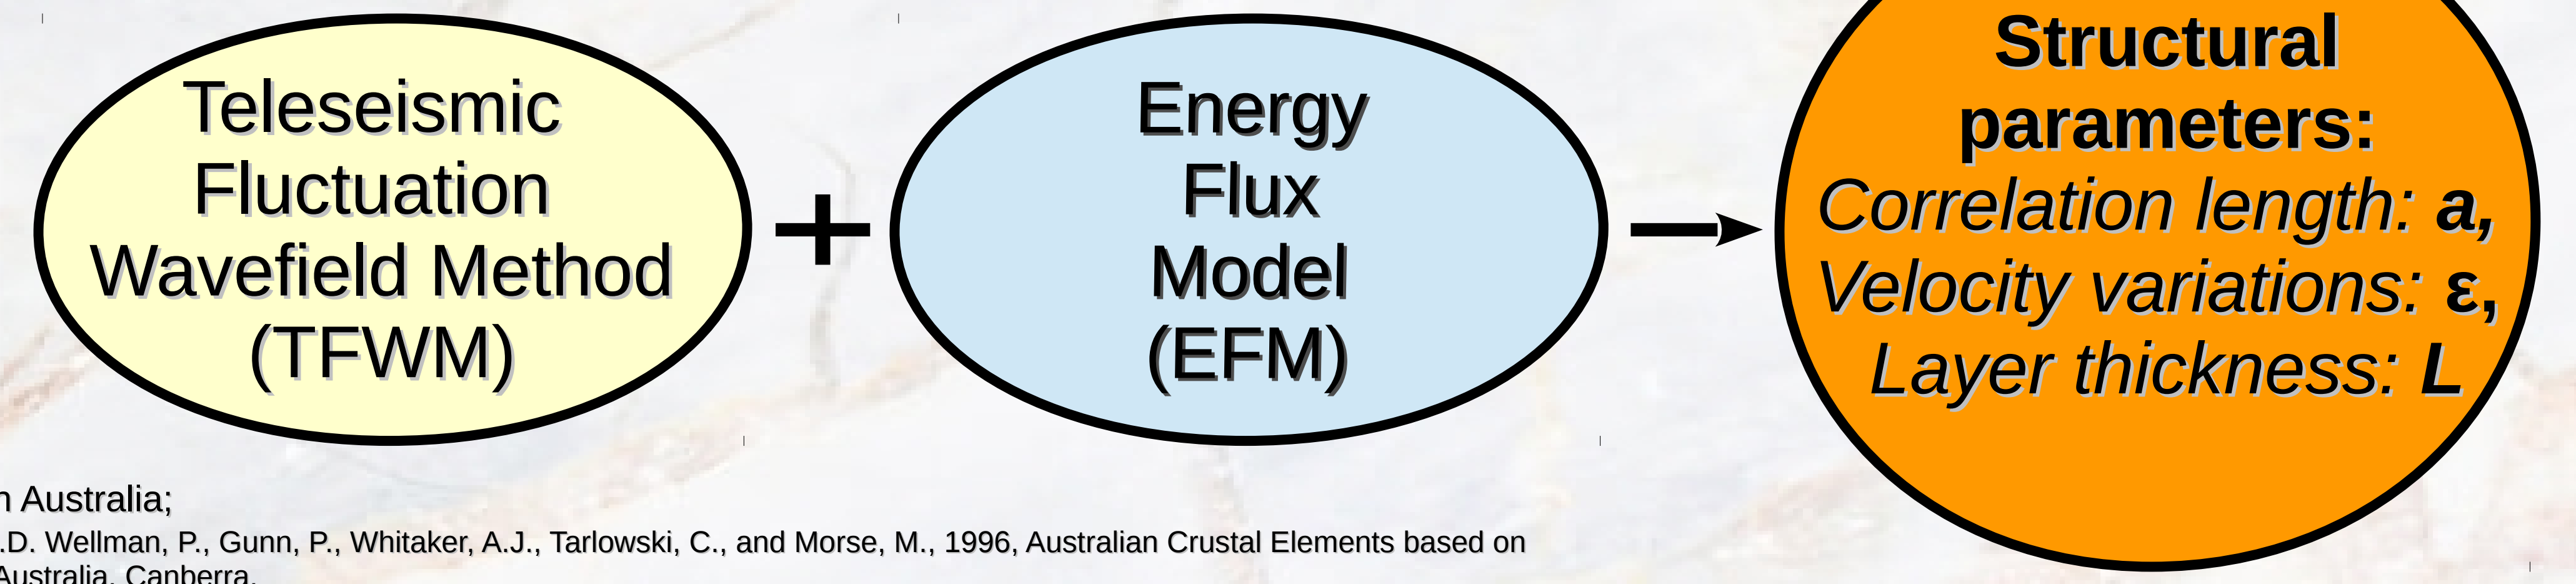 Teleseismic
Fluctuation
Wavefield Method
(TFWM)
+
Energy
Flux
Model
(EFM)
Structural
parameters:
Correlation length: a,
Velocity variations: ε,
Layer thickness: L
n Australia;
.D. Wellman, P., Gunn, P., Whitaker, A.J., Tarlowski, C., and Morse, M., 1996, Australian Crustal Elements based on
Australia, Canberra.